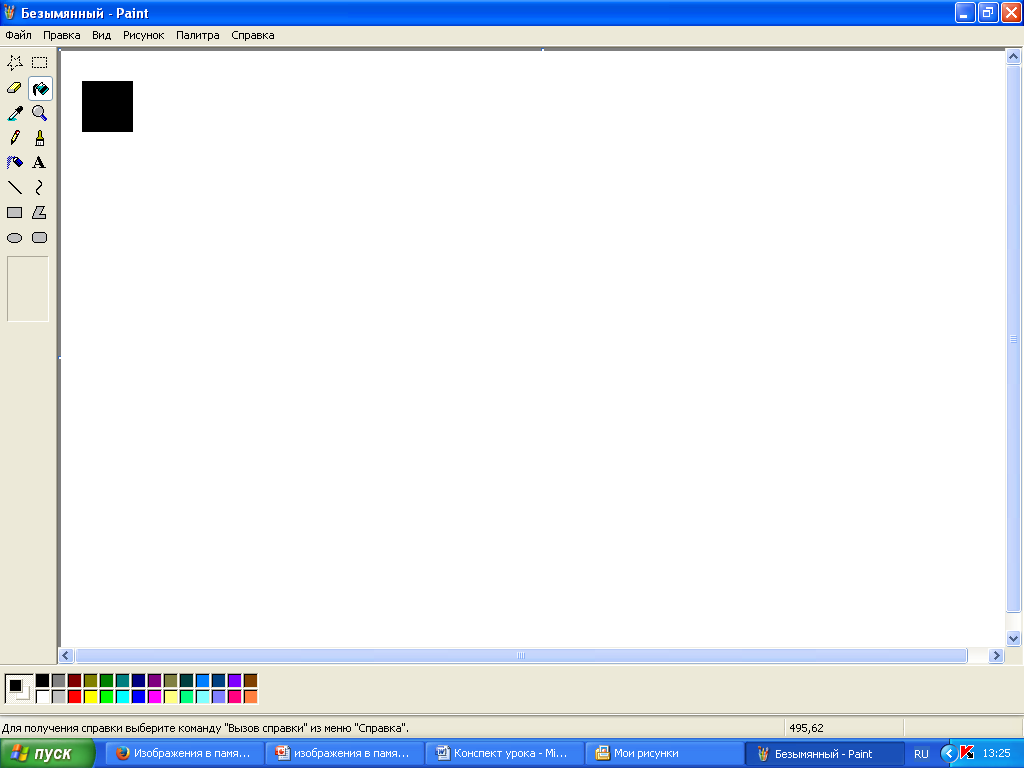 Безымянный - Paint
Файл Правка Вид Рисунок Палитра Справка
A
Для получения справки выберите команду "Вызов справки" из меню "Справка". 495,62
пуск Изображения в памя... изображения в памя... Конспект урока - Mi... Мои рисунки Безымянный - Paint RU 13:25